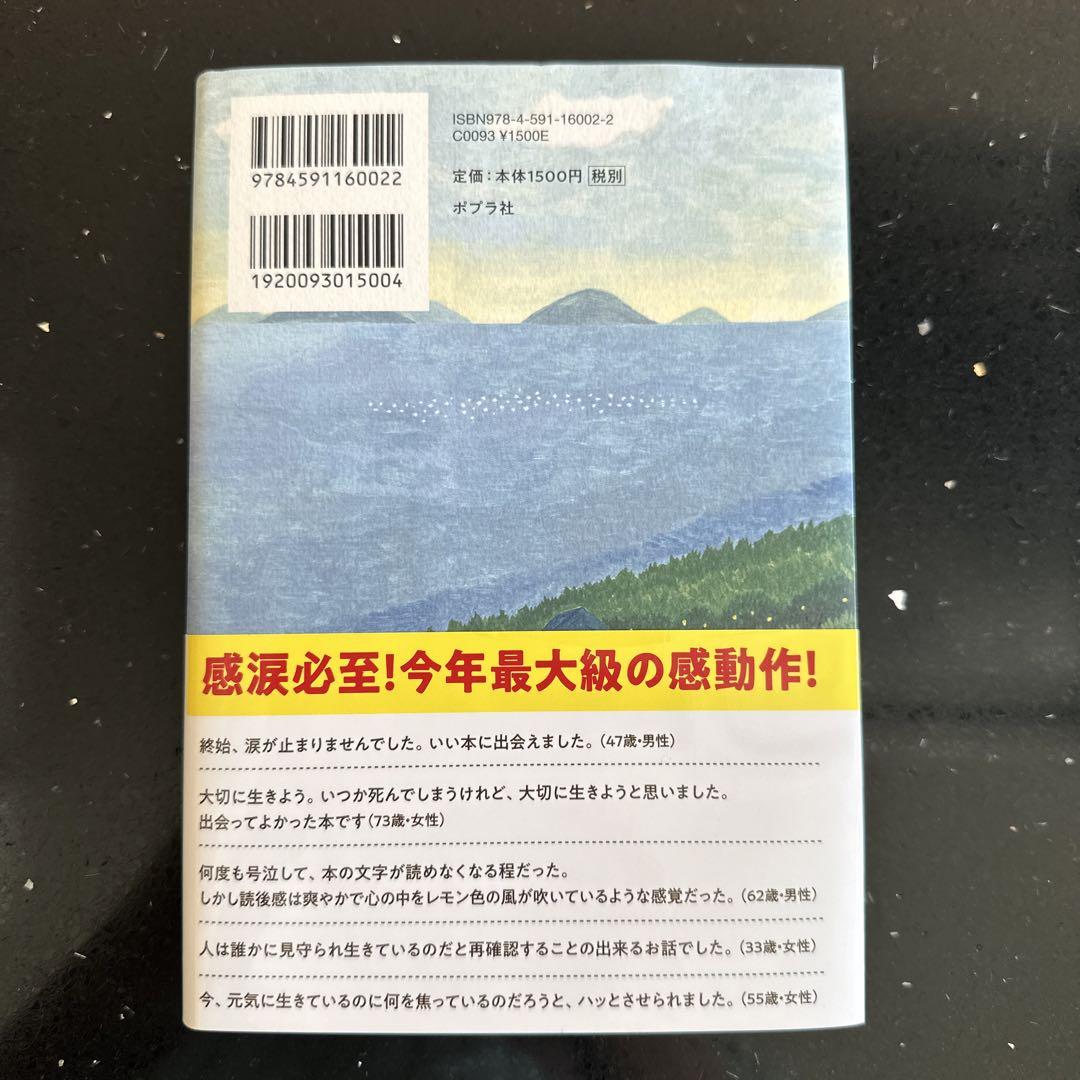 9784591160022
1920093015004
ISBN978-4-591-16002-2
C0093 ¥1500E
定価：本体1500円 税別
ポプラ社
感涙必至！今年最大級の感動作！
終始、涙が止まりませんでした。いい本に出会えました。（47歳・男性）
大切に生きよう。いつか死んでしまうけれど、大切に生きようと思いました。
出会ってよかった本です（73歳・女性）
何度も号泣して、本の文字が読めなくなる程だった。
しかし読後感は爽やかで心の中をレモン色の風が吹いているような感覚だった。（62歳・男性）
人は誰かに見守られ生きているのだと再確認することの出来るお話でした。（33歳・女性）
今、元気に生きているのに何を焦っているのだろうと、ハッとさせられました。（55歳・女性）